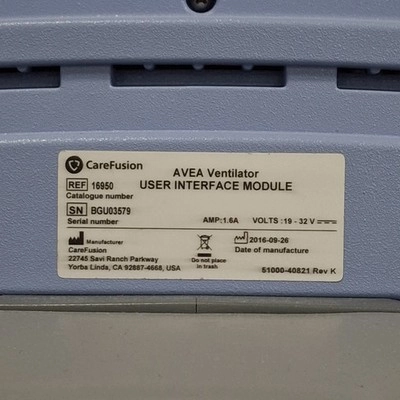 CareFusion
AVEA Ventilator
USER INTERFACE MODULE
REF 16950
Catalogue number
SN BGU03579
Serial number
AMP:1.6A VOLTS:19 - 32 V
Manufacturer
CareFusion
22745 Savi Ranch Parkway
Yorba Linda, CA 92887-4668, USA
Do not place
in trash
2016-09-26
Date of manufacture
51000-40821 Rev K